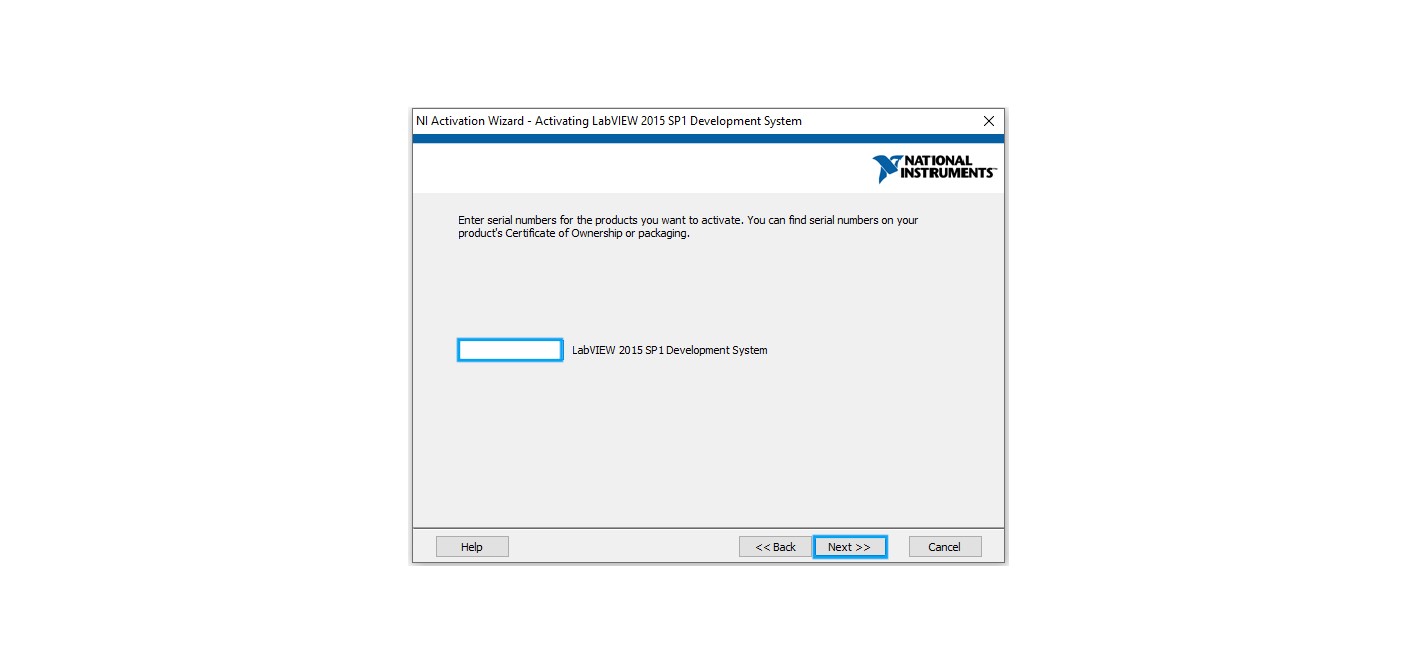 NI Activation Wizard - Activating LabVIEW 2015 SP1 Development System
NATIONAL
INSTRUMENTS™
Enter serial numbers for the products you want to activate. You can find serial numbers on your
product's Certificate of Ownership or packaging.
LabVIEW 2015 SP1 Development System
Help
<< Back
Next >>
Cancel